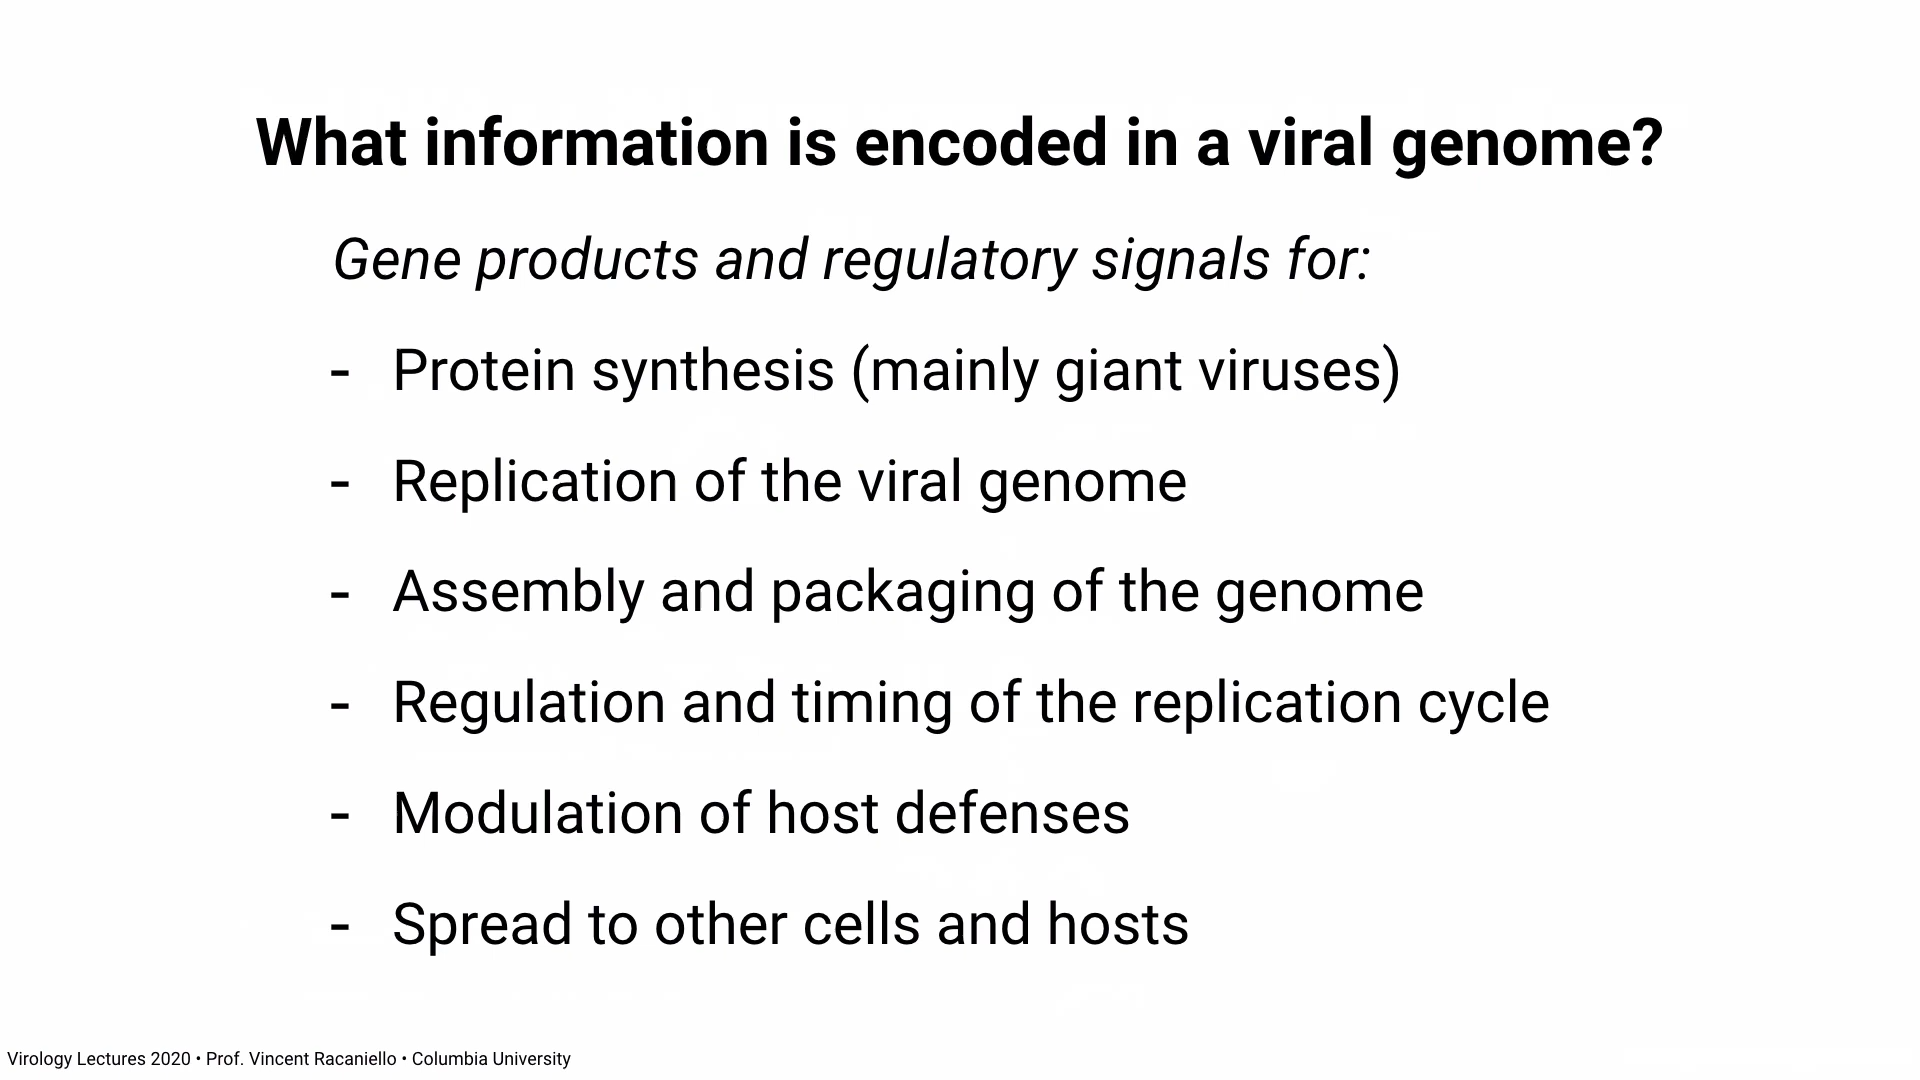 What information is encoded in a viral genome?
Gene products and regulatory signals for:
- Protein synthesis (mainly giant viruses)
- Replication of the viral genome
- Assembly and packaging of the genome
- Regulation and timing of the replication cycle
- Modulation of host defenses
- Spread to other cells and hosts
Virology Lectures 2020 • Prof. Vincent Racaniello • Columbia University